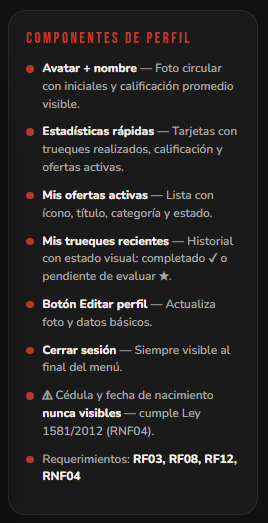 COMPONENTES DE PERFIL
Avatar + nombre — Foto circular
con iniciales y calificación promedio
visible.
Estadísticas rápidas — Tarjetas con
trueques realizados, calificación y
ofertas activas.
Mis ofertas activas — Lista con
ícono, título, categoría y estado.
Mis trueques recientes — Historial
con estado visual: completado ✓ o
pendiente de evaluar ★.
Botón Editar perfil — Actualiza
foto y datos básicos.
Cerrar sesión — Siempre visible al
final del menú.
⚠ Cédula y fecha de nacimiento
nunca visibles — cumple Ley
1581/2012 (RNF04).
Requerimientos: RF03, RF08, RF12,
RNF04